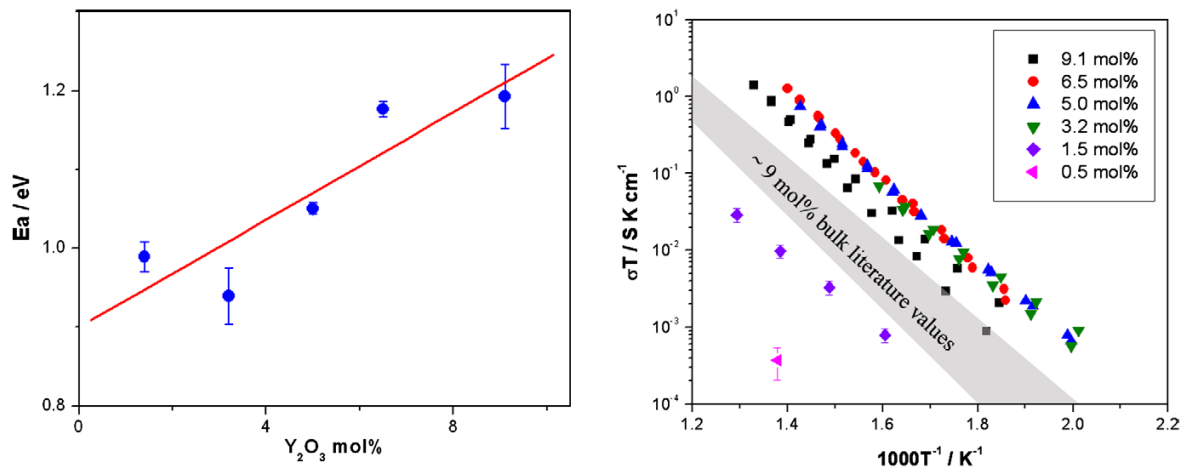 Ea / eV
1.2
1.0
0.8
0
4
8
Y₂O₃ mol%
σT / S K cm⁻¹
10¹
10⁰
10⁻¹
10⁻²
10⁻³
10⁻⁴
9.1 mol%
6.5 mol%
5.0 mol%
3.2 mol%
1.5 mol%
0.5 mol%
~ 9 mol% bulk literature values
1.2
1.4
1.6
1.8
2.0
2.2
1000T⁻¹ / K⁻¹